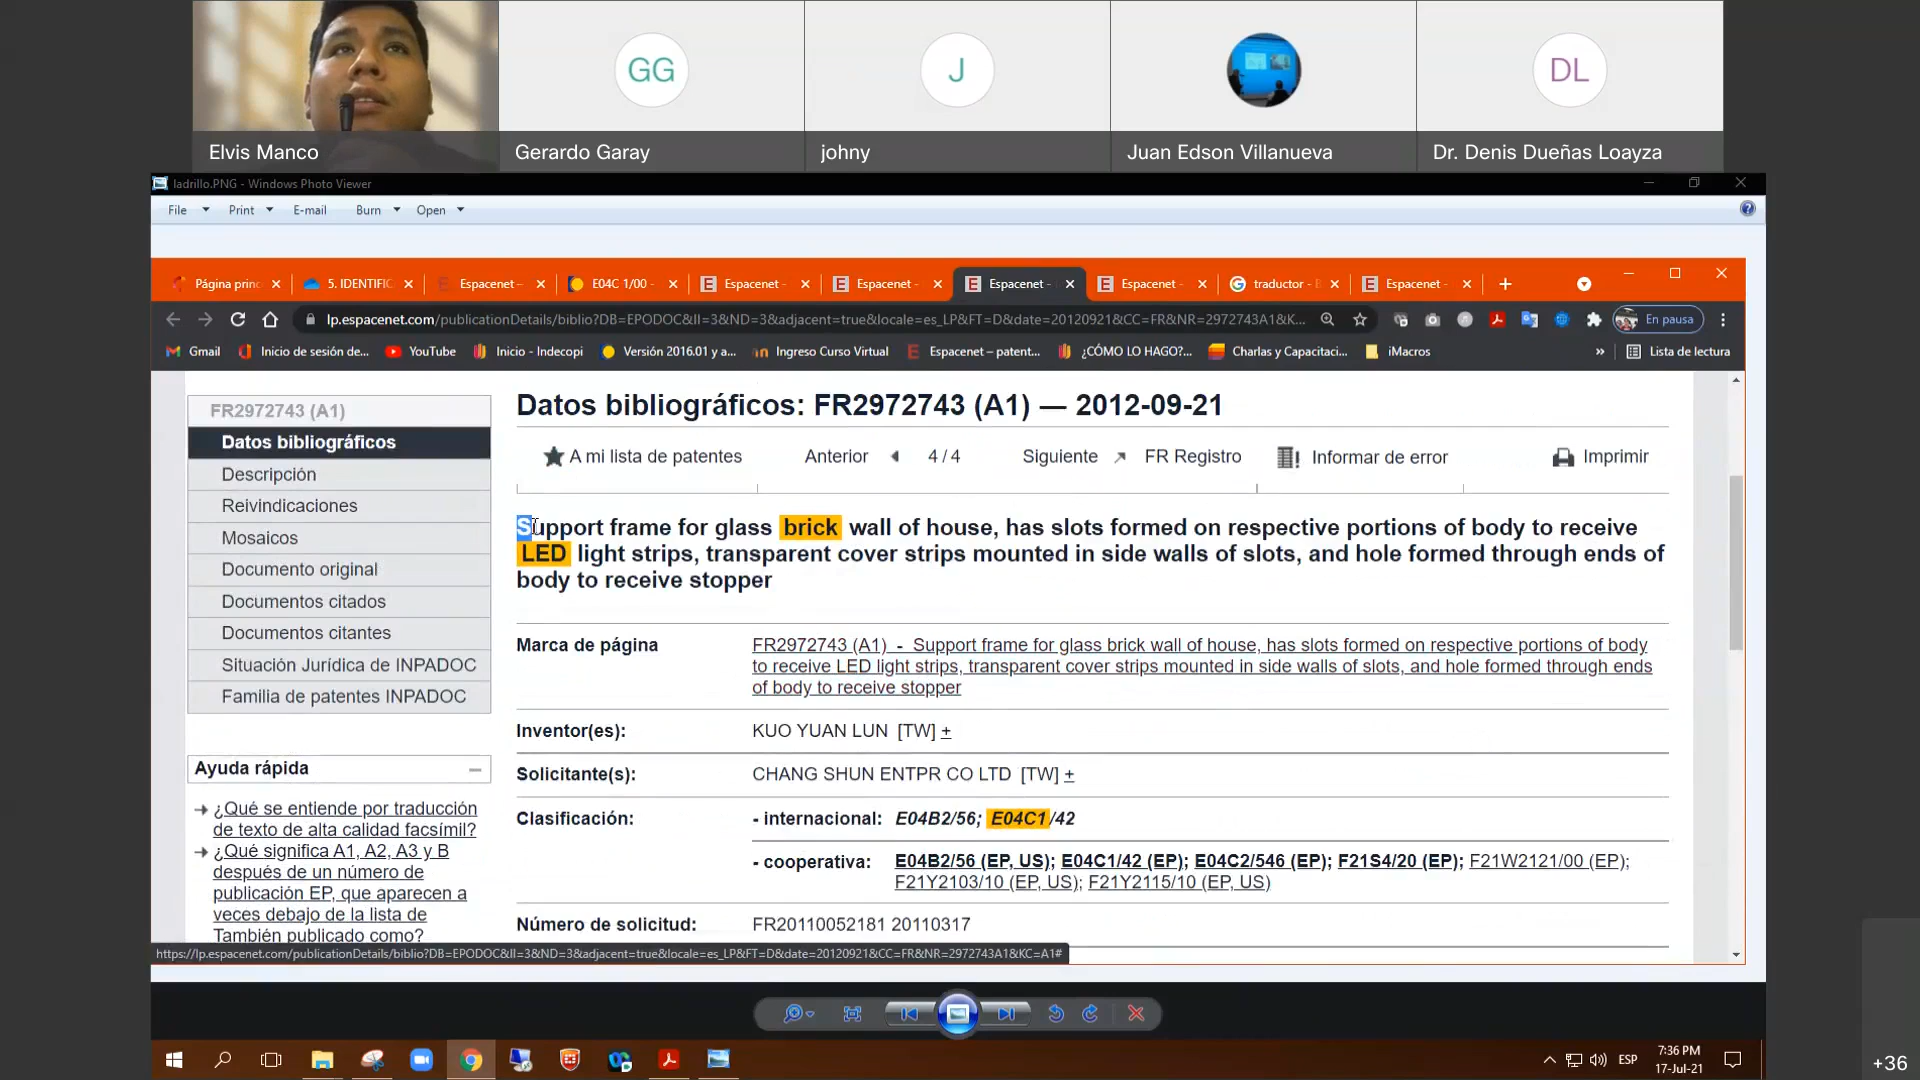 GG
J
DL
Elvis Manco
Gerardo Garay
johny
Juan Edson Villanueva
Dr. Denis Dueñas Loayza
ladrillo.PNG - Windows Photo Viewer
File Print E-mail Burn Open
Página princ
5. IDENTIFIC
Espacenet –
E04C 1/00 -
Espacenet -
Espacenet -
Espacenet -
Espacenet -
traductor - B
Espacenet -
lp.espacenet.com/publicationDetails/biblio?DB=EPODOC&II=3&ND=3&adjacent=true&locale=es_LP&FT=D&date=20120921&CC=FR&NR=2972743A1&K...
En pausa
Gmail
Inicio de sesión de...
YouTube
Inicio - Indecopi
Versión 2016.01 y a...
Ingreso Curso Virtual
Espacenet – patent...
¿CÓMO LO HAGO?...
Charlas y Capacitaci...
iMacros
»
Lista de lectura
FR2972743 (A1)
Datos bibliográficos
Descripción
Reivindicaciones
Mosaicos
Documento original
Documentos citados
Documentos citantes
Situación Jurídica de INPADOC
Familia de patentes INPADOC
Ayuda rápida
¿Qué se entiende por traducción
de texto de alta calidad facsímil?
¿Qué significa A1, A2, A3 y B
después de un número de
publicación EP, que aparecen a
veces debajo de la lista de
También publicado como?
Datos bibliográficos: FR2972743 (A1) — 2012-09-21
A mi lista de patentes Anterior 4 / 4 Siguiente FR Registro Informar de error Imprimir
Support frame for glass brick wall of house, has slots formed on respective portions of body to receive
LED light strips, transparent cover strips mounted in side walls of slots, and hole formed through ends of
body to receive stopper
Marca de página
FR2972743 (A1) - Support frame for glass brick wall of house, has slots formed on respective portions of body
to receive LED light strips, transparent cover strips mounted in side walls of slots, and hole formed through ends
of body to receive stopper
Inventor(es): KUO YUAN LUN [TW] +
Solicitante(s): CHANG SHUN ENTPR CO LTD [TW] +
Clasificación: - internacional: E04B2/56; E04C1/42
- cooperativa: E04B2/56 (EP, US); E04C1/42 (EP); E04C2/546 (EP); F21S4/20 (EP); F21W2121/00 (EP);
F21Y2103/10 (EP, US); F21Y2115/10 (EP, US)
Número de solicitud: FR20110052181 20110317
https://lp.espacenet.com/publicationDetails/biblio?DB=EPODOC&II=3&ND=3&adjacent=true&locale=es_LP&FT=D&date=20120921&CC=FR&NR=2972743A1&KC=A1#
ESP
7:36 PM
17-Jul-21
+36